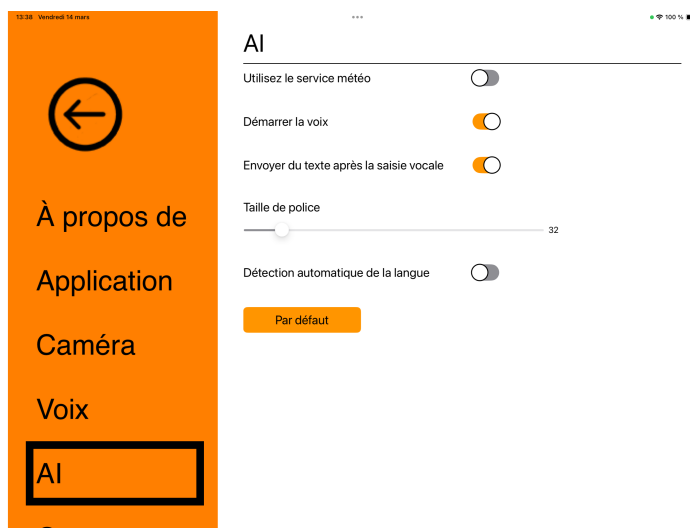 13:38 Vendredi 14 mars
100 %
AI
Utilisez le service météo
Démarrer la voix
Envoyer du texte après la saisie vocale
Taille de police
32
Détection automatique de la langue
Par défaut
À propos de
Application
Caméra
Voix
AI